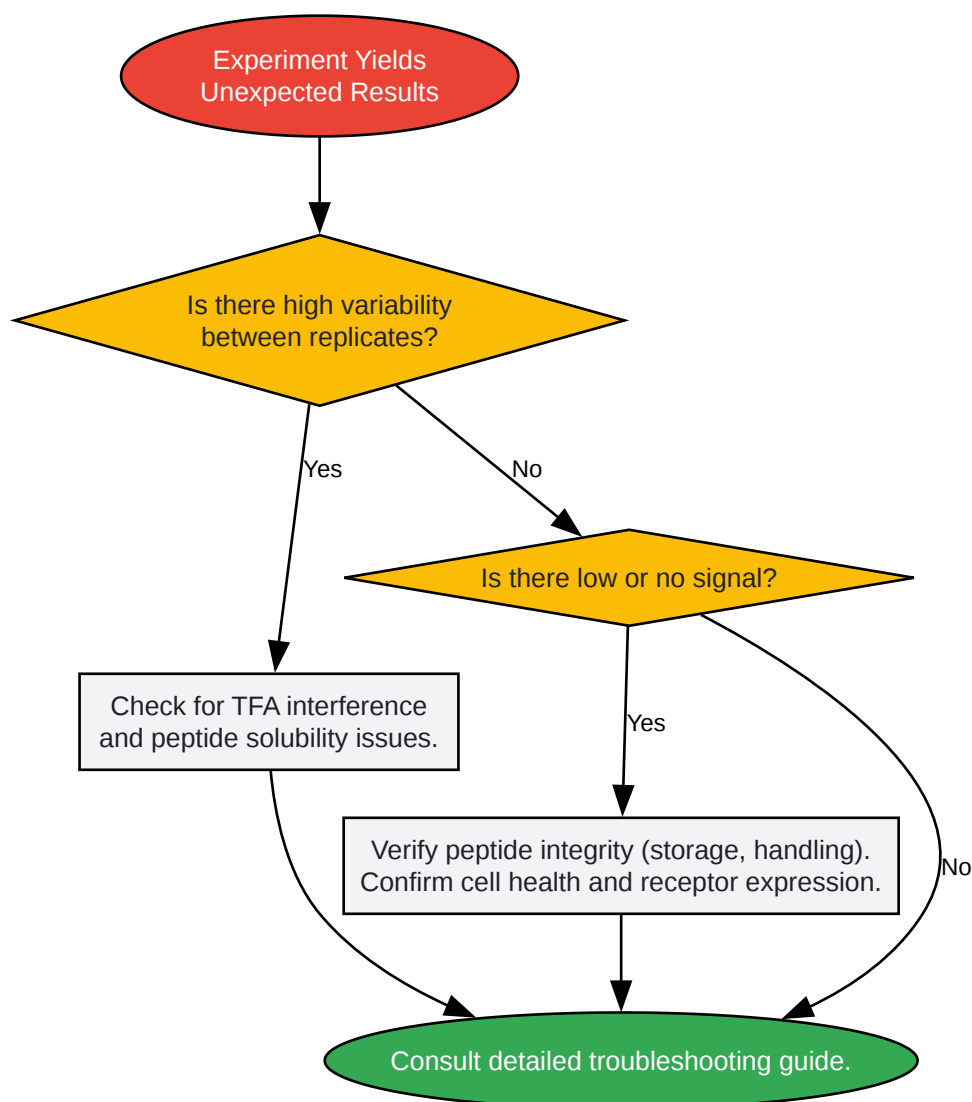 Experiment Yields
Unexpected Results
Is there high variability
between replicates?
Yes
No
Is there low or no signal?
Check for TFA interference
and peptide solubility issues.
Yes
Verify peptide integrity (storage, handling).
Confirm cell health and receptor expression.
No
Consult detailed troubleshooting guide.